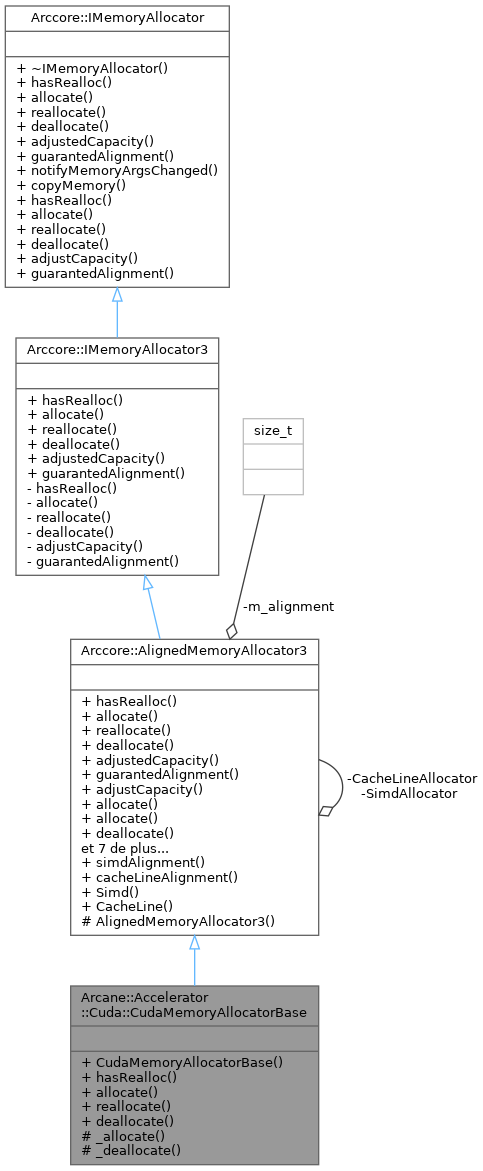 Arccore::IMemoryAllocator
+ ~IMemoryAllocator()
+ hasRealloc()
+ allocate()
+ reallocate()
+ deallocate()
+ adjustedCapacity()
+ guarantedAlignment()
+ notifyMemoryArgsChanged()
+ copyMemory()
+ hasRealloc()
+ allocate()
+ reallocate()
+ deallocate()
+ adjustCapacity()
+ guarantedAlignment()
Arccore::IMemoryAllocator3
+ hasRealloc()
+ allocate()
+ reallocate()
+ deallocate()
+ adjustedCapacity()
+ guarantedAlignment()
- hasRealloc()
- allocate()
- reallocate()
- deallocate()
- adjustCapacity()
- guarantedAlignment()
size_t
-m_alignment
Arccore::AlignedMemoryAllocator3
+ hasRealloc()
+ allocate()
+ reallocate()
+ deallocate()
+ adjustedCapacity()
+ guarantedAlignment()
+ adjustCapacity()
+ allocate()
+ allocate()
+ deallocate()
et 7 de plus...
+ simdAlignment()
+ cacheLineAlignment()
+ Simd()
+ CacheLine()
# AlignedMemoryAllocator3()
-CacheLineAllocator
-SimdAllocator
Arcane::Accelerator
::Cuda::CudaMemoryAllocatorBase
+ CudaMemoryAllocatorBase()
+ hasRealloc()
+ allocate()
+ reallocate()
+ deallocate()
# _allocate()
# _deallocate()